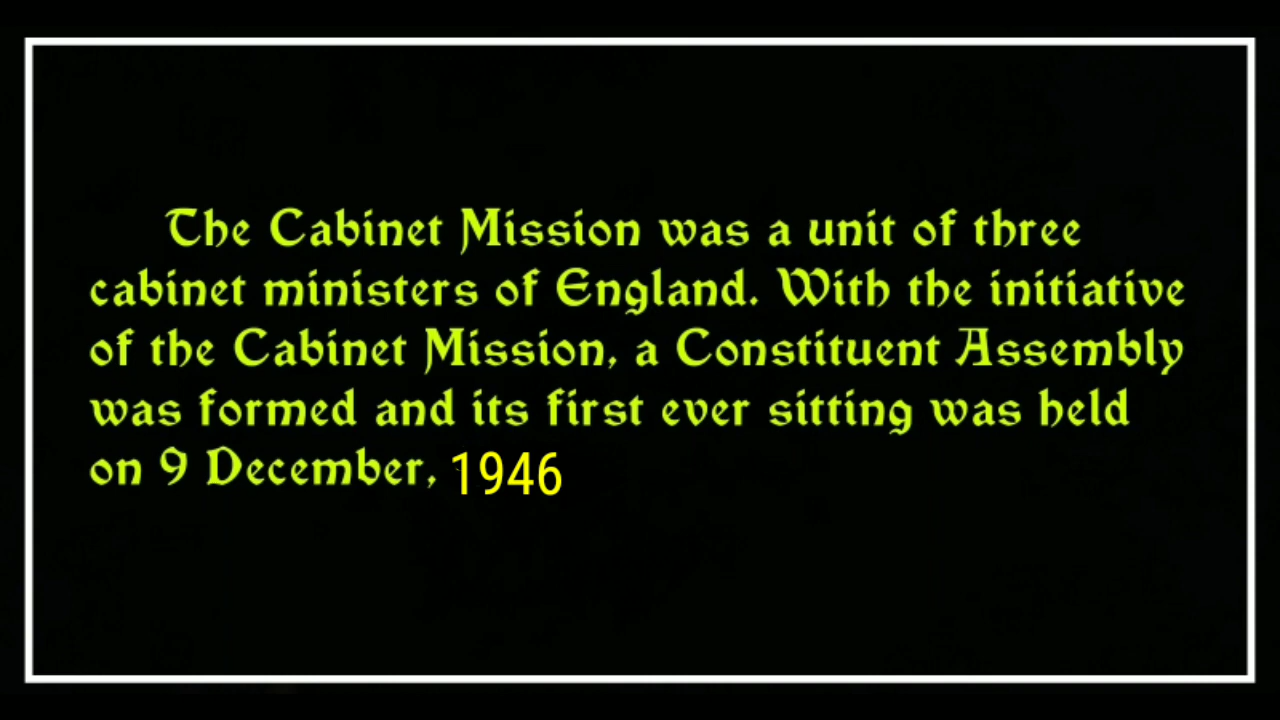 The Cabinet Mission was a unit of three
cabinet ministers of England. With the initiative
of the Cabinet Mission, a Constituent Assembly
was formed and its first ever sitting was held
on 9 December, 1946